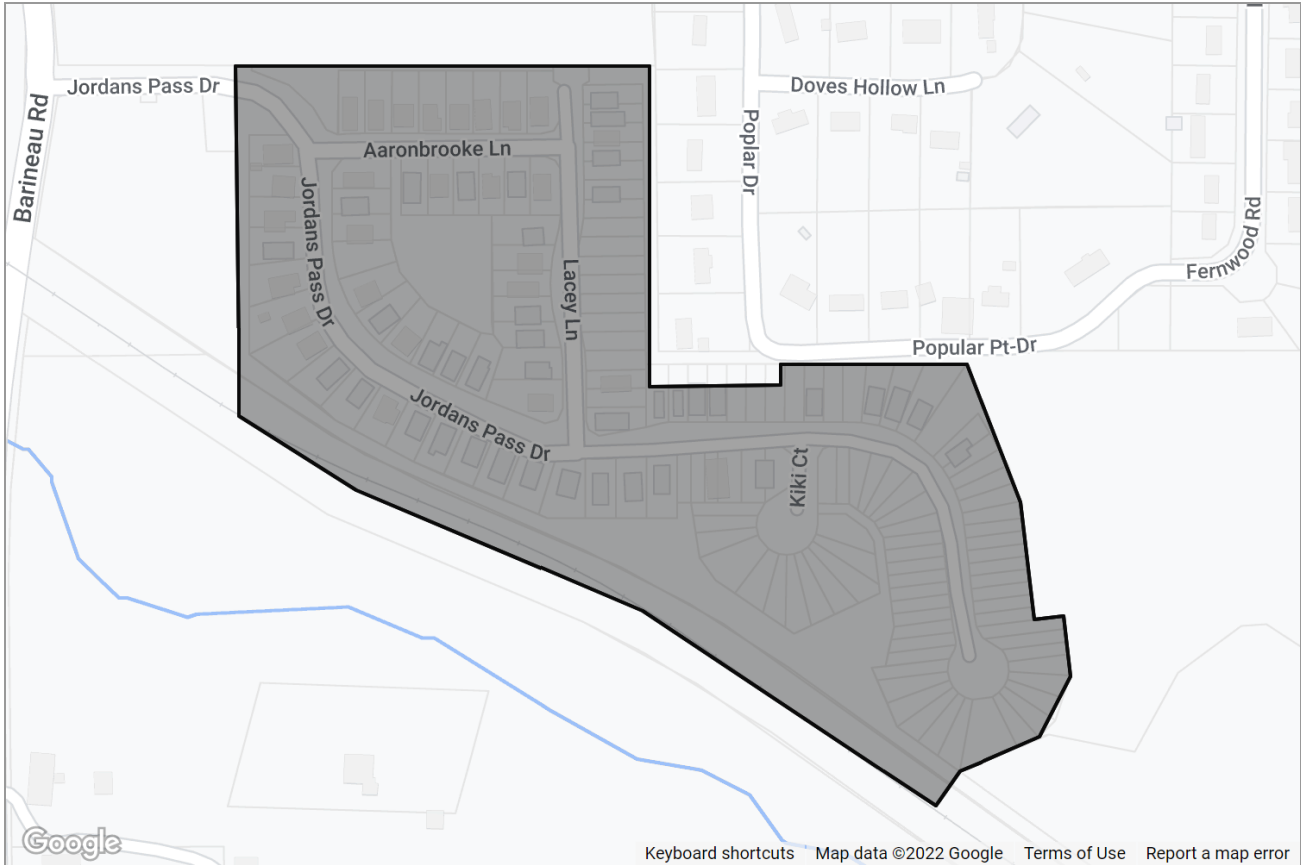 Jordans Pass Dr
Doves Hollow Ln
Barineau Rd
Aaronbrooke Ln
Poplar Dr
Jordans Pass Dr
Lacey Ln
Fernwood Rd
Popular Pt-Dr
Jordans Pass Dr
Kiki Ct
Google
Keyboard shortcuts
Map data ©2022 Google
Terms of Use
Report a map error